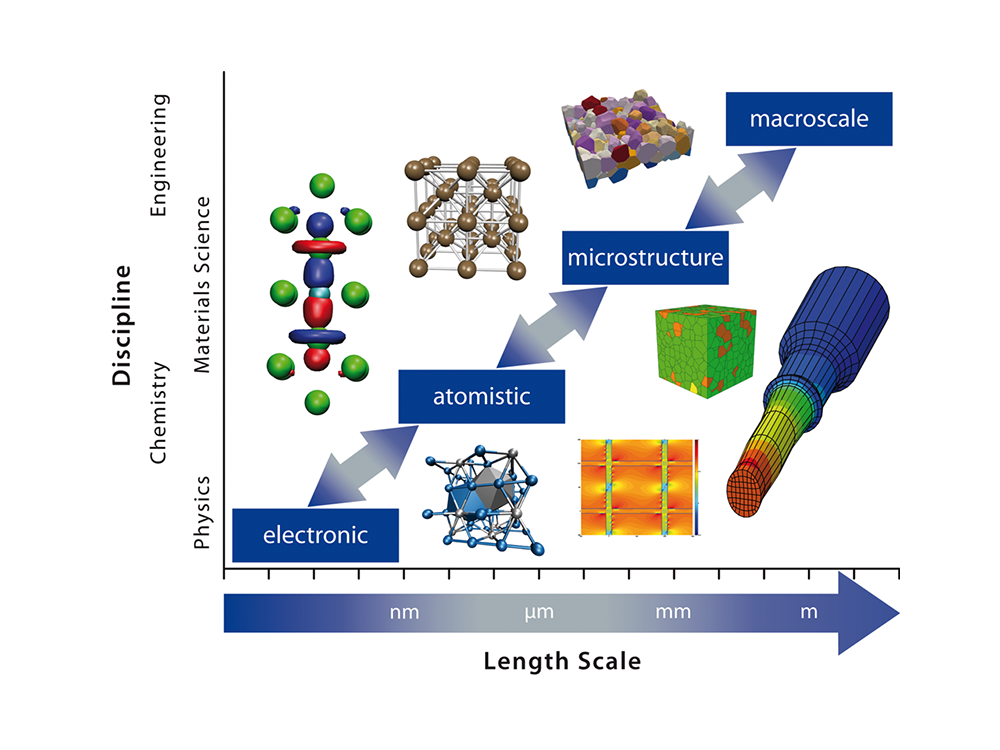 Discipline
Engineering
Materials Science
Chemistry
Physics
macroscale
microstructure
atomistic
electronic
nm
µm
mm
m
Length Scale